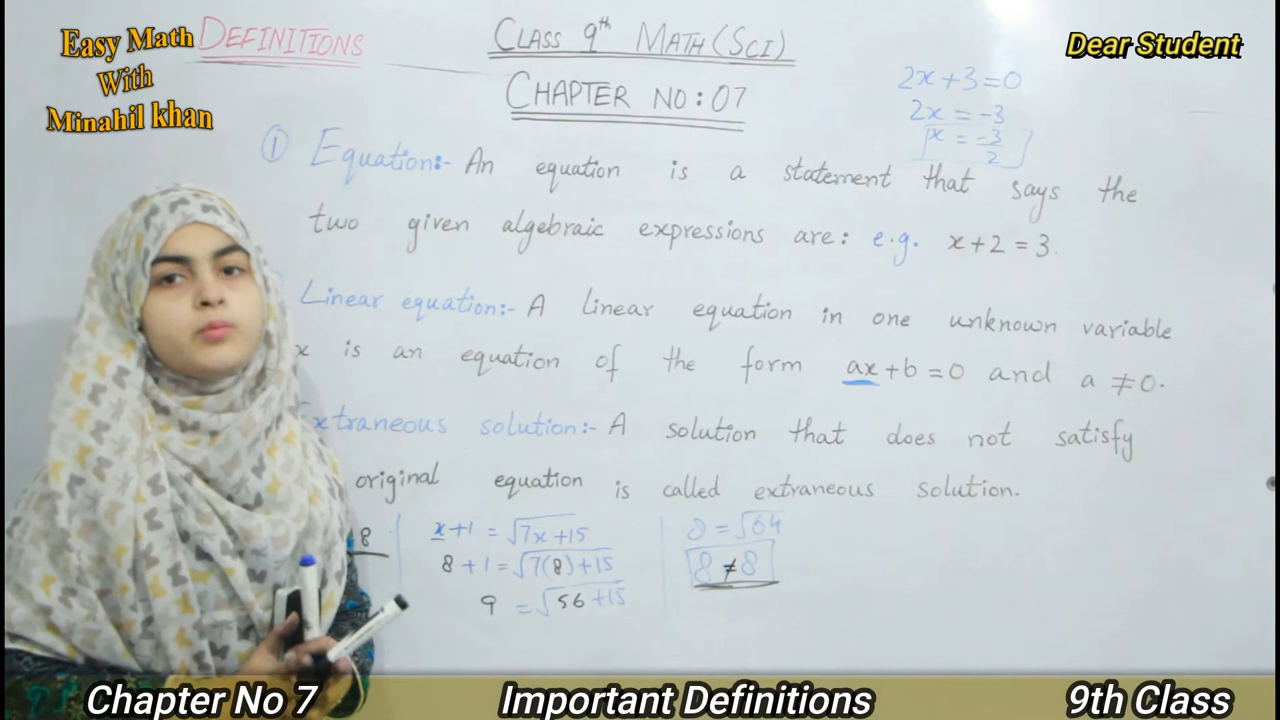 Easy Math
With
Minahil khan
DEFINITIONS
CLASS 9th MATH (SCI)
CHAPTER NO: 07
Dear Student
2x+3=0
2x = -3
x = -3/2
① Equation:- An equation is a statement that says the
two given algebraic expressions are: e.g. x+2=3.
Linear equation:- A linear equation in one unknown variable
x is an equation of the form ax+b=0 and a≠0.
Extraneous solution:- A solution that does not satisfy
original equation is called extraneous solution.
8
x+1 = √7x+15
8+1=√7(8)+15
9 = √56+15
8 = √64
8 ≠ 8
Chapter No 7
Important Definitions
9th Class